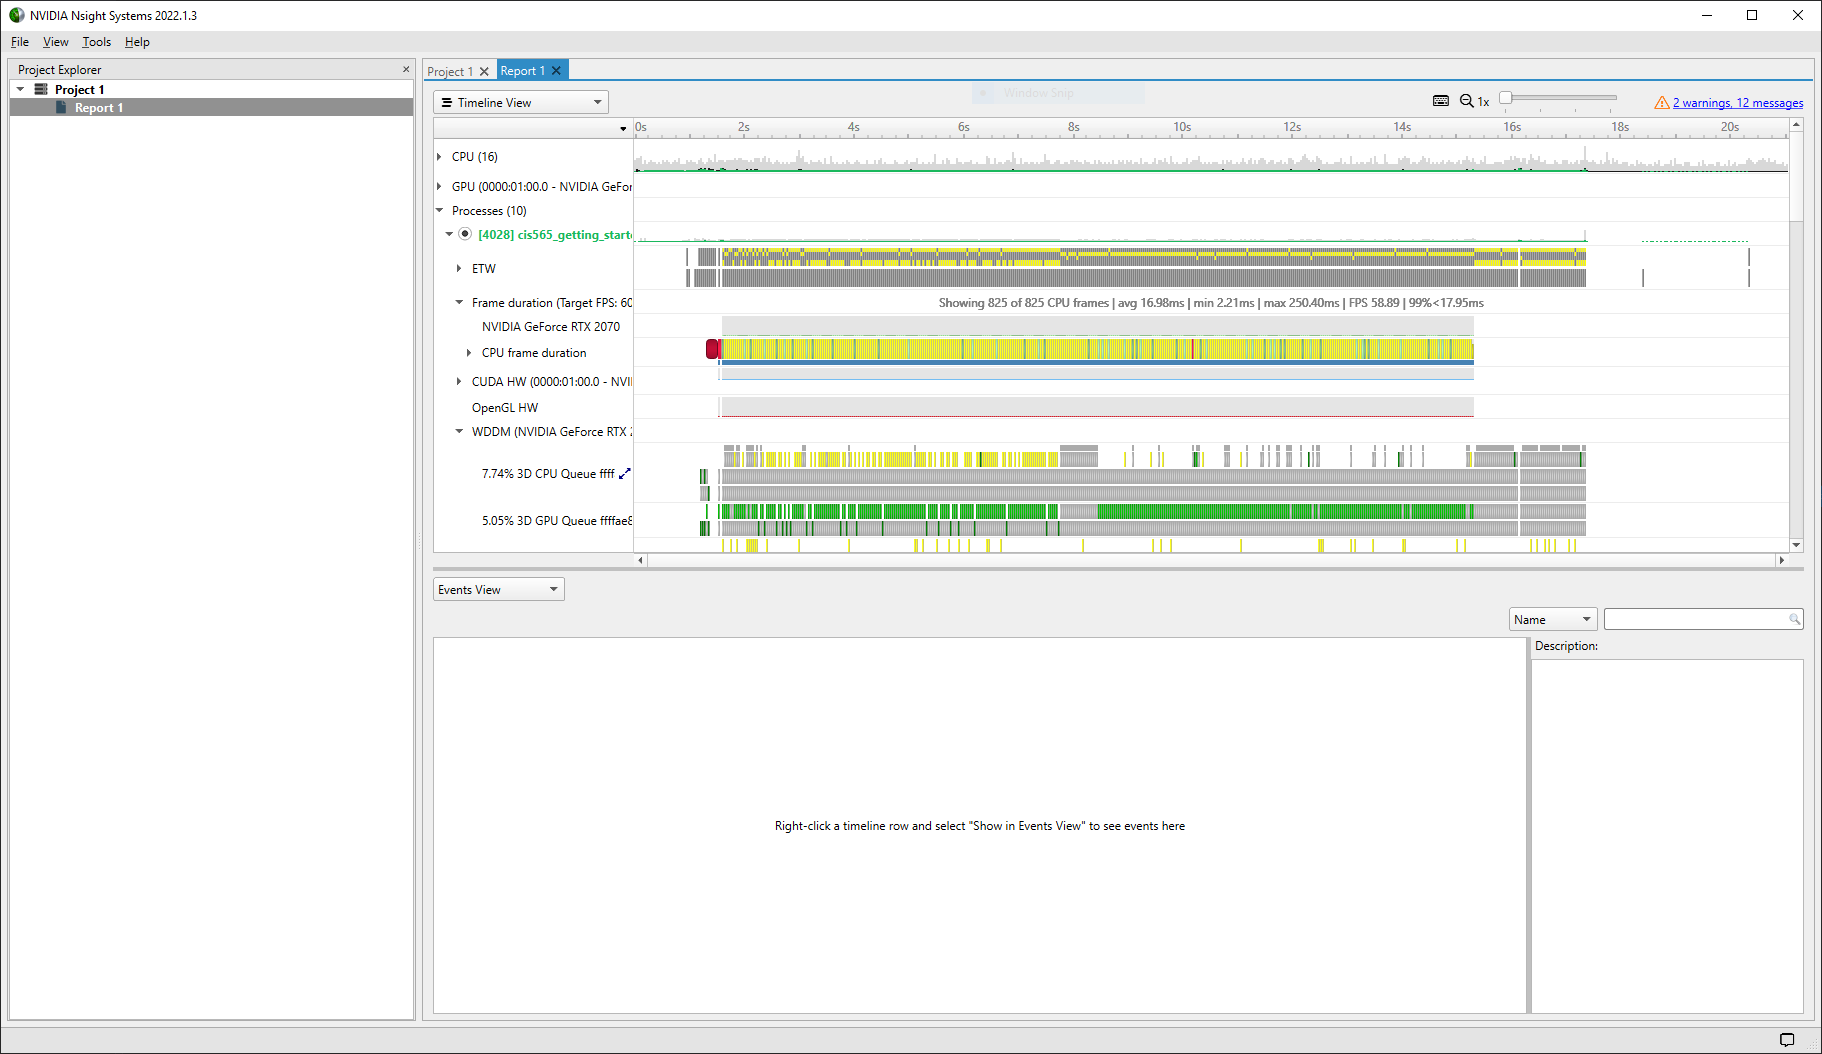 NVIDIA Nsight Systems 2022.1.3
File View Tools Help
Project Explorer
Project 1
Report 1
Project 1
Report 1
Timeline View
Window Snip
1x
2 warnings, 12 messages
0s 2s 4s 6s 8s 10s 12s 14s 16s 18s 20s
CPU (16)
GPU (0000:01:00.0 - NVIDIA GeFor
Processes (10)
[4028] cis565_getting_starte
ETW
Frame duration (Target FPS: 60
Showing 825 of 825 CPU frames | avg 16.98ms | min 2.21ms | max 250.40ms | FPS 58.89 | 99%<17.95ms
NVIDIA GeForce RTX 2070
CPU frame duration
CUDA HW (0000:01:00.0 - NVI
OpenGL HW
WDDM (NVIDIA GeForce RTX 2
7.74% 3D CPU Queue ffff
5.05% 3D GPU Queue ffffae8
Events View
Name
Description:
Right-click a timeline row and select "Show in Events View" to see events here